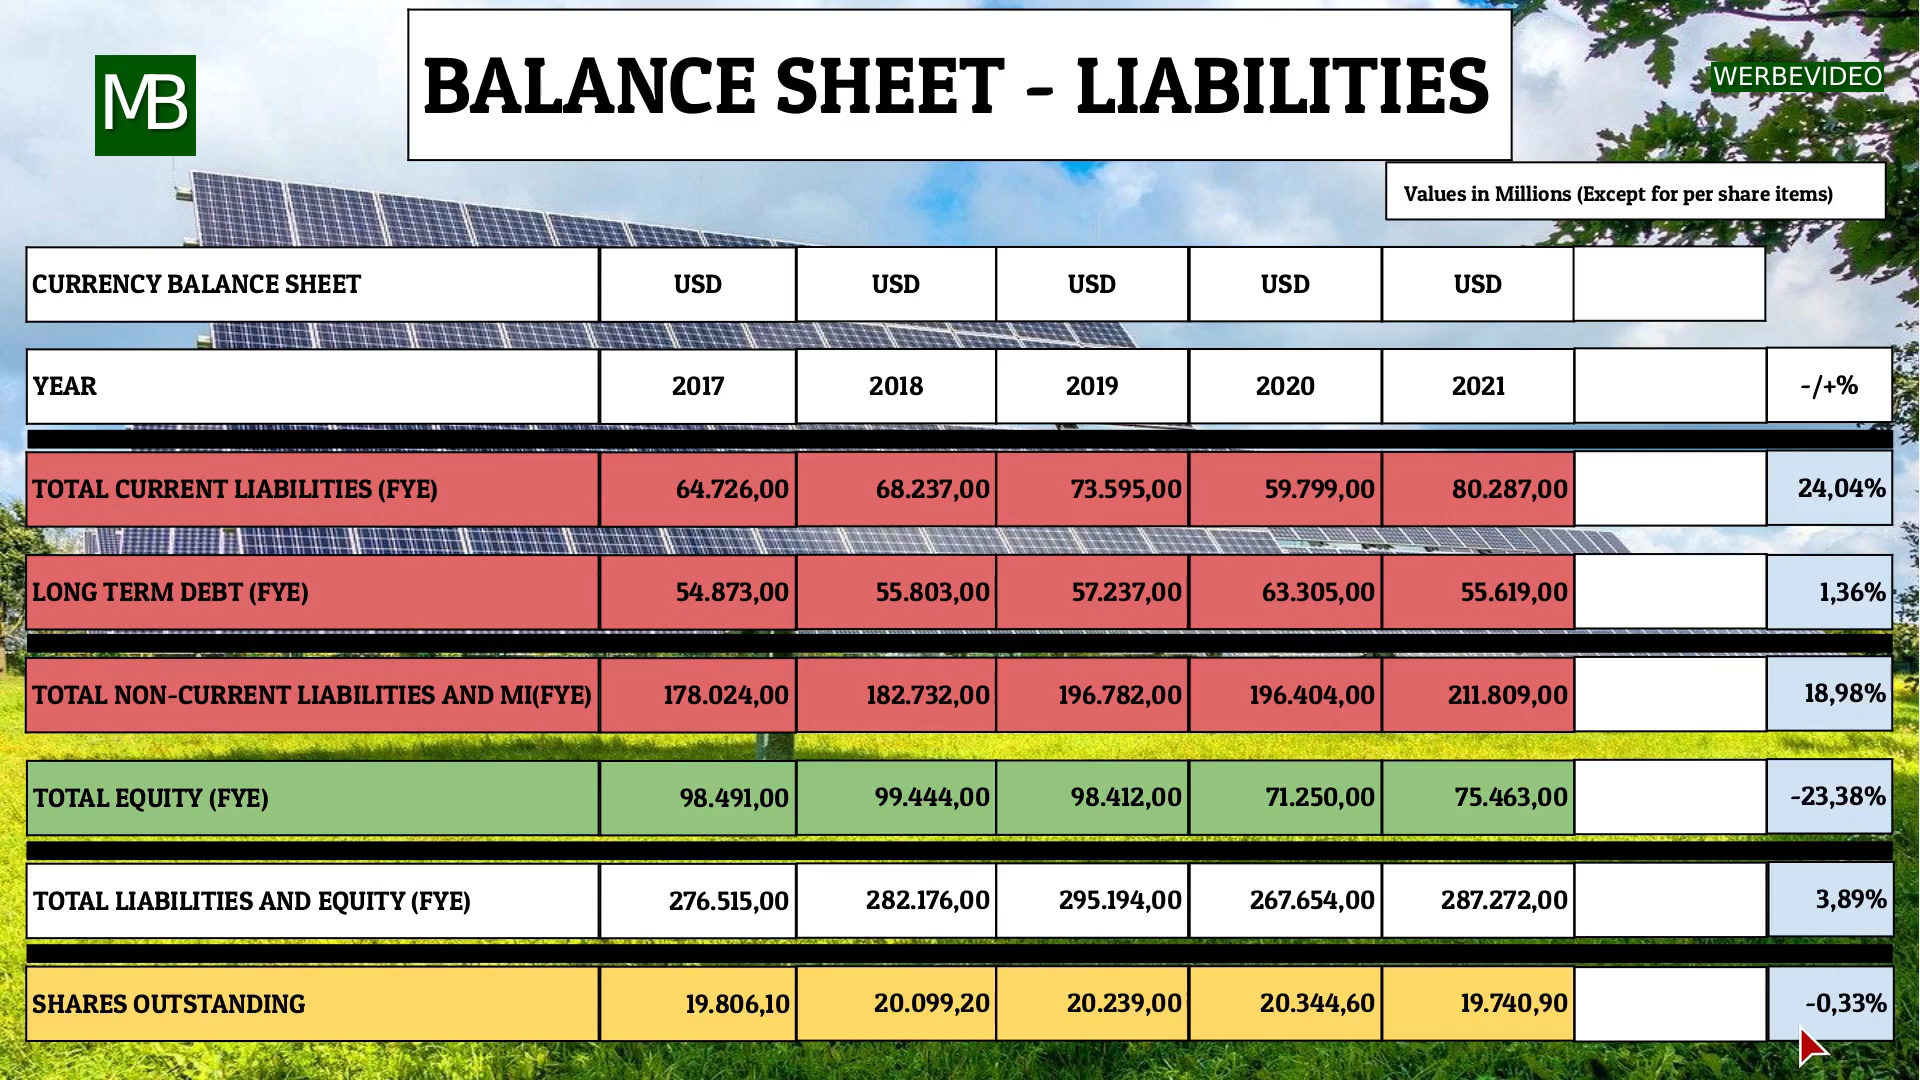 BALANCE SHEET - LIABILITIES
MB
WERBEVIDEO
Values in Millions (Except for per share items)
CURRENCY BALANCE SHEET USD USD USD USD USD
YEAR 2017 2018 2019 2020 2021 -/+%
TOTAL CURRENT LIABILITIES (FYE) 64.726,00 68.237,00 73.595,00 59.799,00 80.287,00 24,04%
LONG TERM DEBT (FYE) 54.873,00 55.803,00 57.237,00 63.305,00 55.619,00 1,36%
TOTAL NON-CURRENT LIABILITIES AND MI(FYE) 178.024,00 182.732,00 196.782,00 196.404,00 211.809,00 18,98%
TOTAL EQUITY (FYE) 98.491,00 99.444,00 98.412,00 71.250,00 75.463,00 -23,38%
TOTAL LIABILITIES AND EQUITY (FYE) 276.515,00 282.176,00 295.194,00 267.654,00 287.272,00 3,89%
SHARES OUTSTANDING 19.806,10 20.099,20 20.239,00 20.344,60 19.740,90 -0,33%